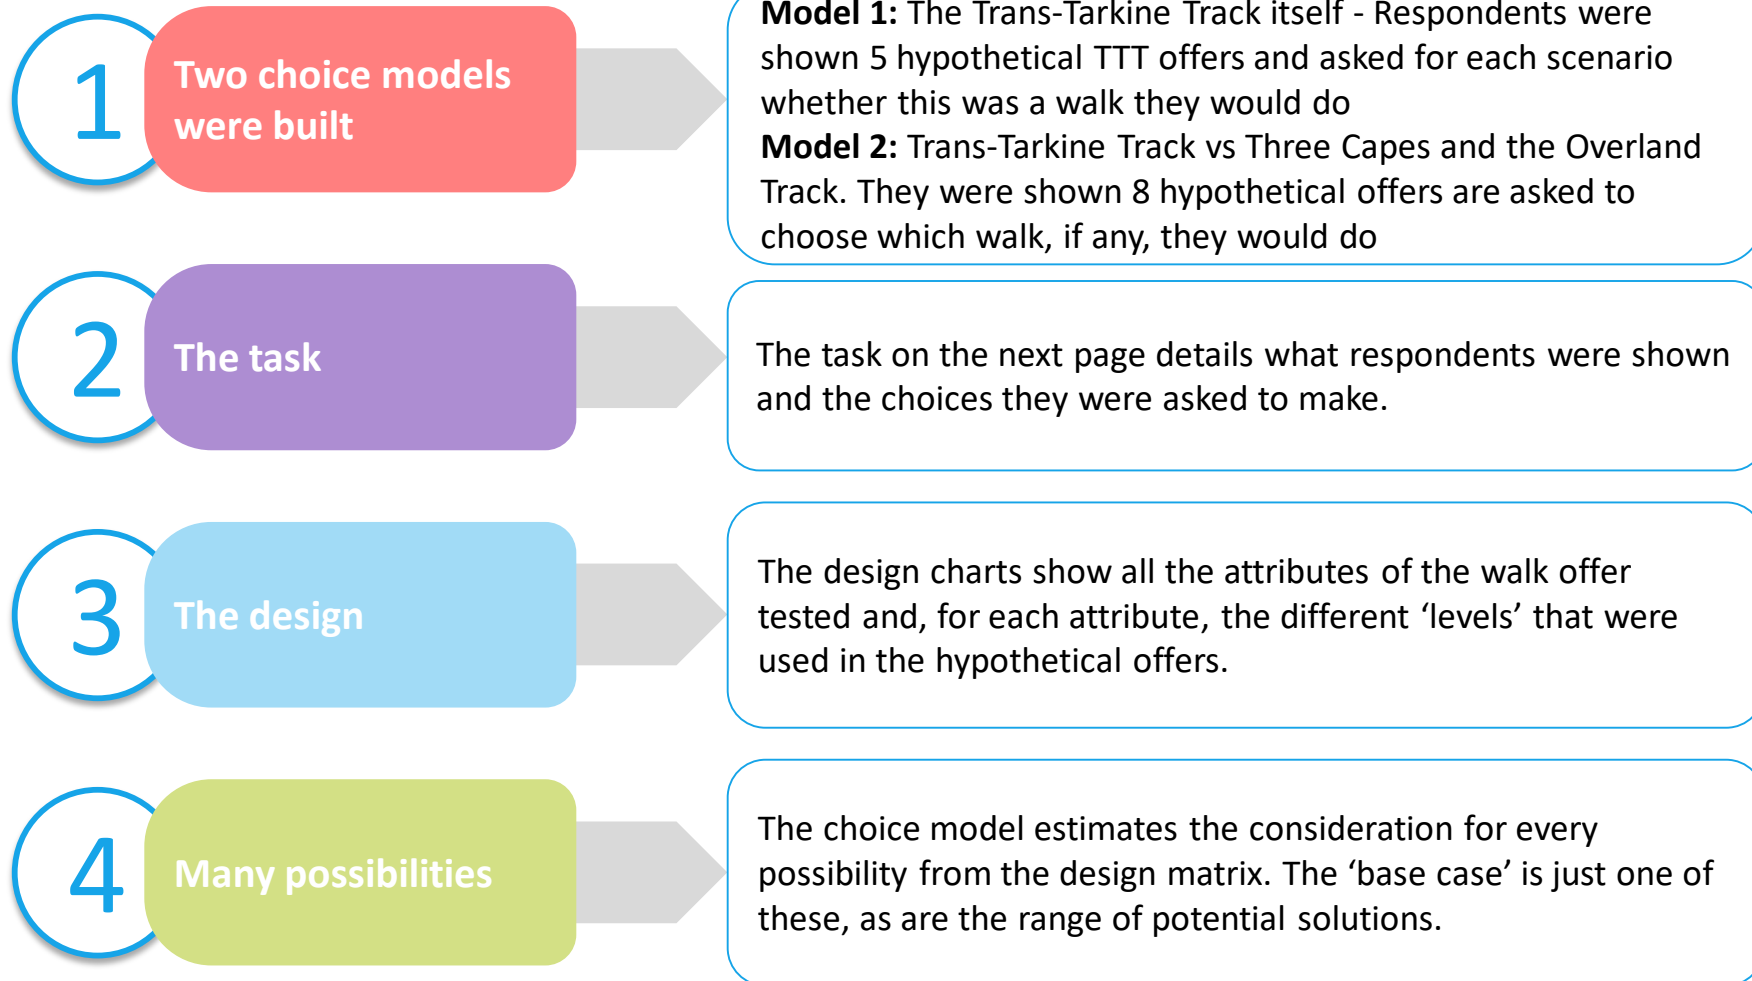 1
Two choice models
were built
Model 1: The Trans-Tarkine Track itself - Respondents were
shown 5 hypothetical TTT offers and asked for each scenario
whether this was a walk they would do
Model 2: Trans-Tarkine Track vs Three Capes and the Overland
Track. They were shown 8 hypothetical offers are asked to
choose which walk, if any, they would do
2
The task
The task on the next page details what respondents were shown
and the choices they were asked to make.
3
The design
The design charts show all the attributes of the walk offer
tested and, for each attribute, the different ‘levels’ that were
used in the hypothetical offers.
4
Many possibilities
The choice model estimates the consideration for every
possibility from the design matrix. The ‘base case’ is just one of
these, as are the range of potential solutions.